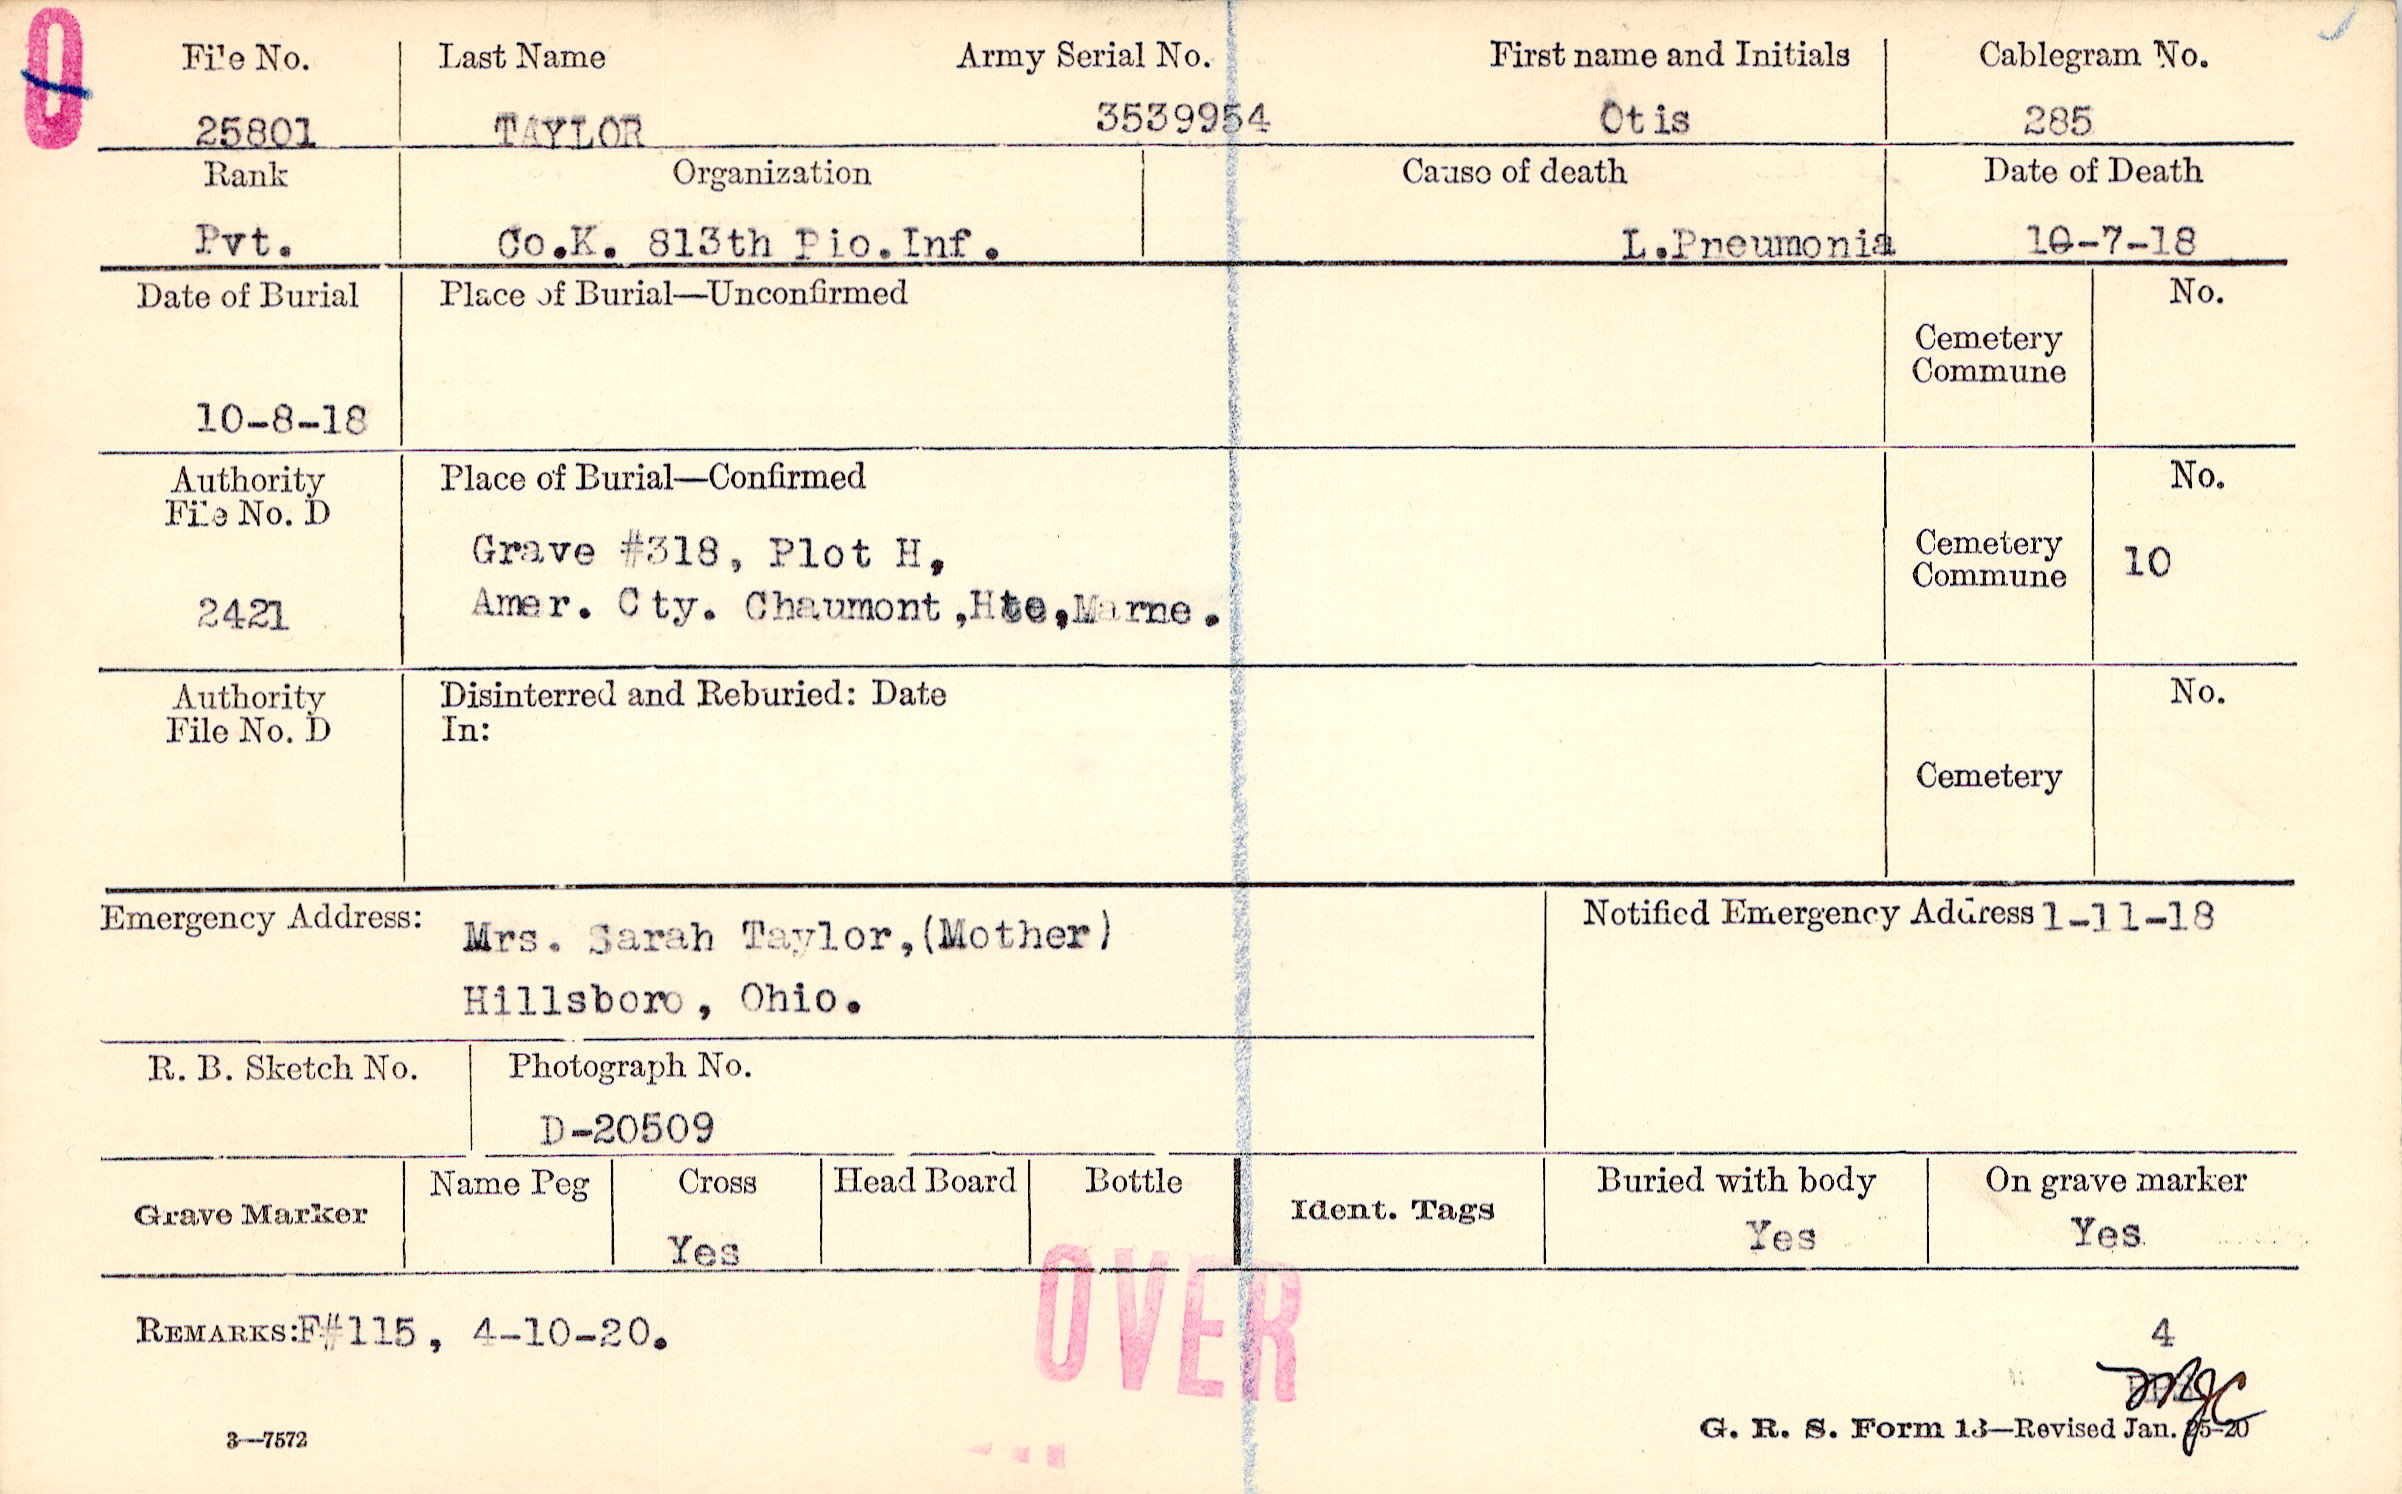 0
File No. Last Name Army Serial No. First name and Initials Cablegram No.
25801 TAYLOR 3539954 Otis 285
Rank Organization Cause of death Date of Death
Pvt. Co.K. 813th Pio.Inf. L.Pneumonia 10-7-18
Date of Burial Place of Burial—Unconfirmed No.
Cemetery
Commune
10-8-18
Authority Place of Burial—Confirmed No.
File No. D
Grave #318, Plot H,
Cemetery
Commune 10
2421 Amer. Cty. Chaumont,Hte,Marne.
Authority Disinterred and Reburied: Date No.
File No. D In:
Cemetery
Emergency Address: Mrs. Sarah Taylor,(Mother) Notified Emergency Address 1-11-18
Hillsboro, Ohio.
R. B. Sketch No. Photograph No.
D-20509
Grave Marker Name Peg Cross Head Board Bottle Ident. Tags Buried with body On grave marker
Yes Yes Yes
OVER
REMARKS:F#115, 4-10-20. 4
3—7572 G. R. S. Form 13—Revised Jan. 25-20